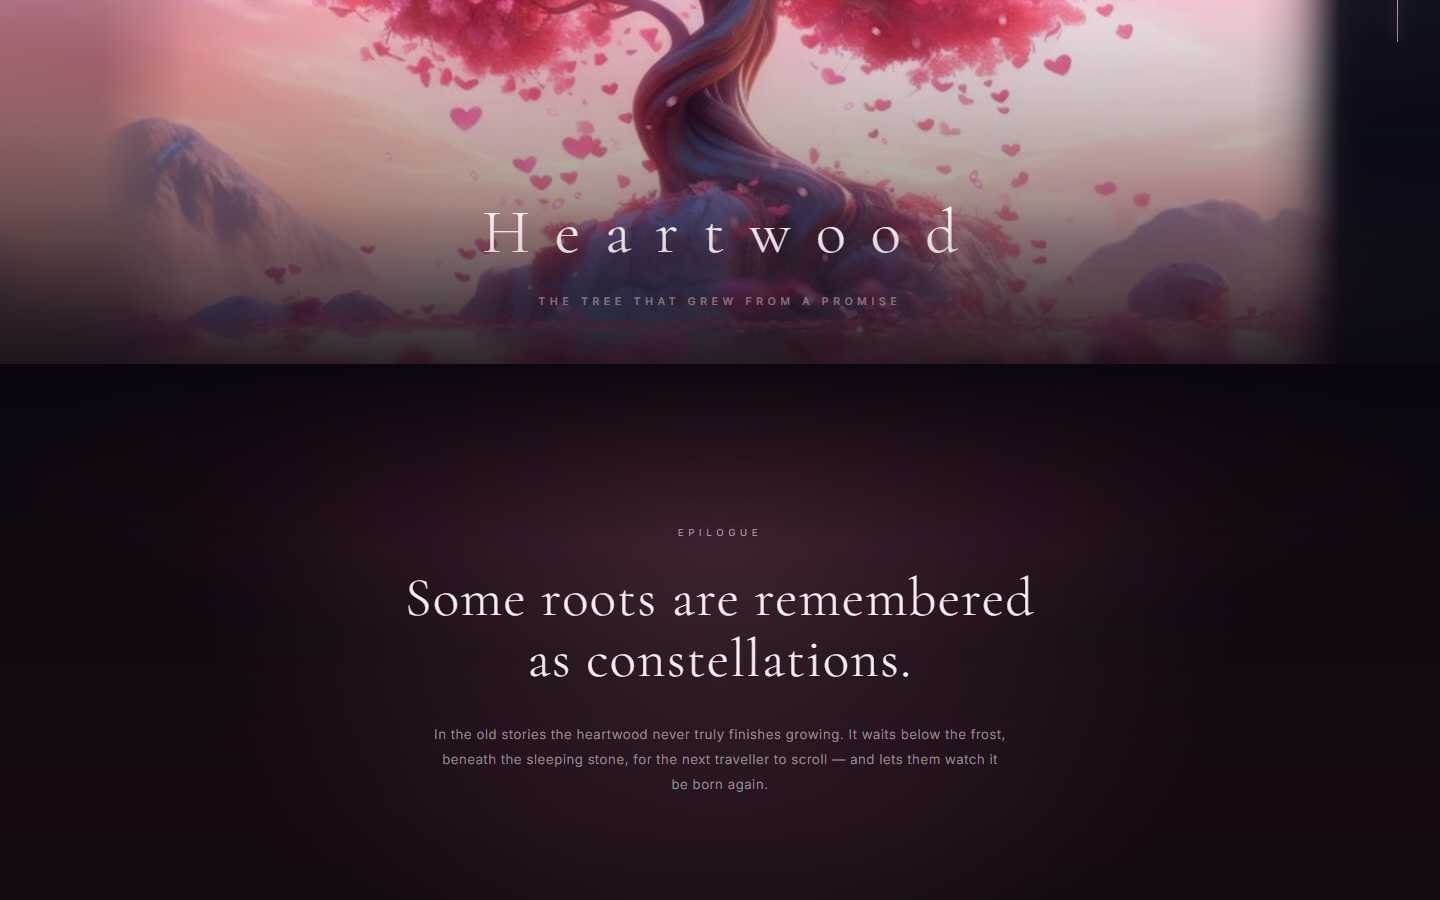 Heartwood
THE TREE THAT GREW FROM A PROMISE
EPILOGUE
Some roots are remembered
as constellations.
In the old stories the heartwood never truly finishes growing. It waits below the frost,
beneath the sleeping stone, for the next traveller to scroll — and lets them watch it
be born again.